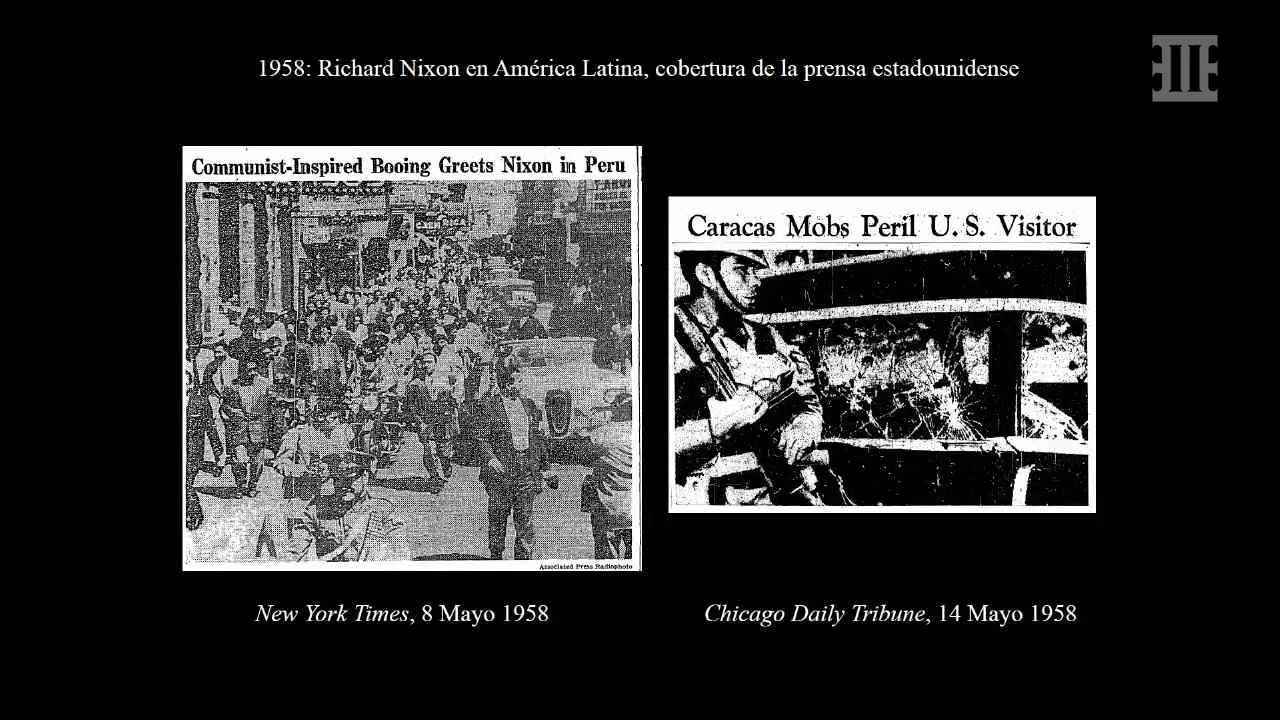 1958: Richard Nixon en América Latina, cobertura de la prensa estadounidense
Communist-Inspired Booing Greets Nixon in Peru
Associated Press Radiophoto
New York Times, 8 Mayo 1958
Caracas Mobs Peril U. S. Visitor
Chicago Daily Tribune, 14 Mayo 1958